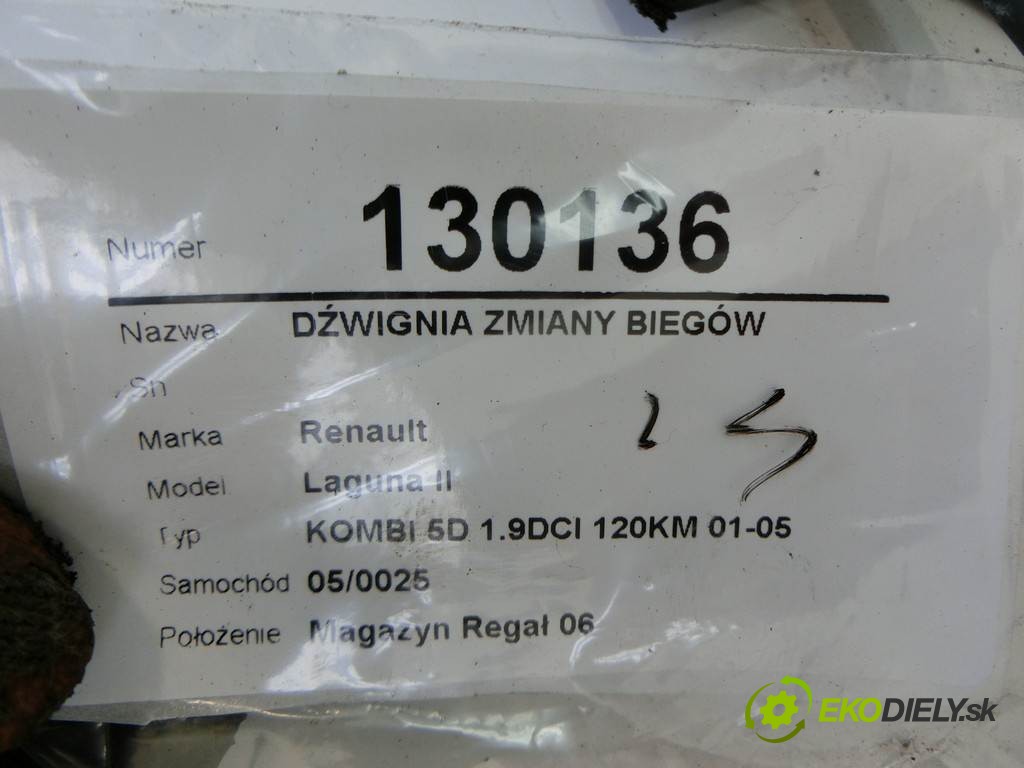 Numer 130136
Nazwa DŹWIGNIA ZMIANY BIEGÓW
Sn
Marka Renault
Model Laguna II
Typ KOMBI 5D 1.9DCI 120KM 01-05
Samochód 05/0025
Położenie Magazyn Regał 06
EKODIELY.sk